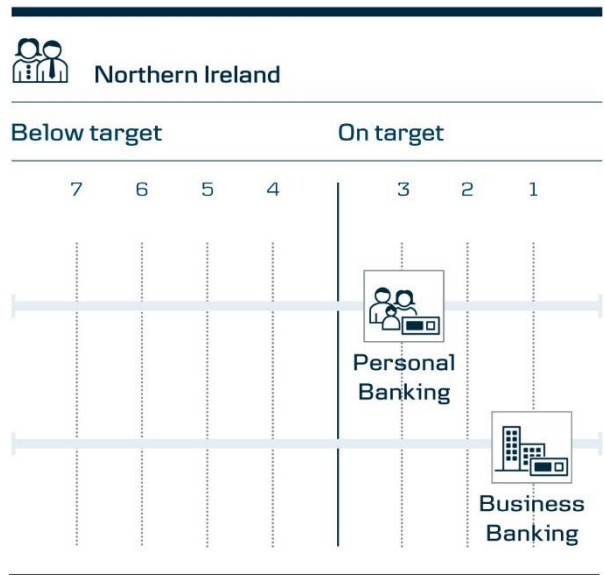 Northern Ireland
Below target On target
7 6 5 4 3 2 1
Personal
Banking
Business
Banking